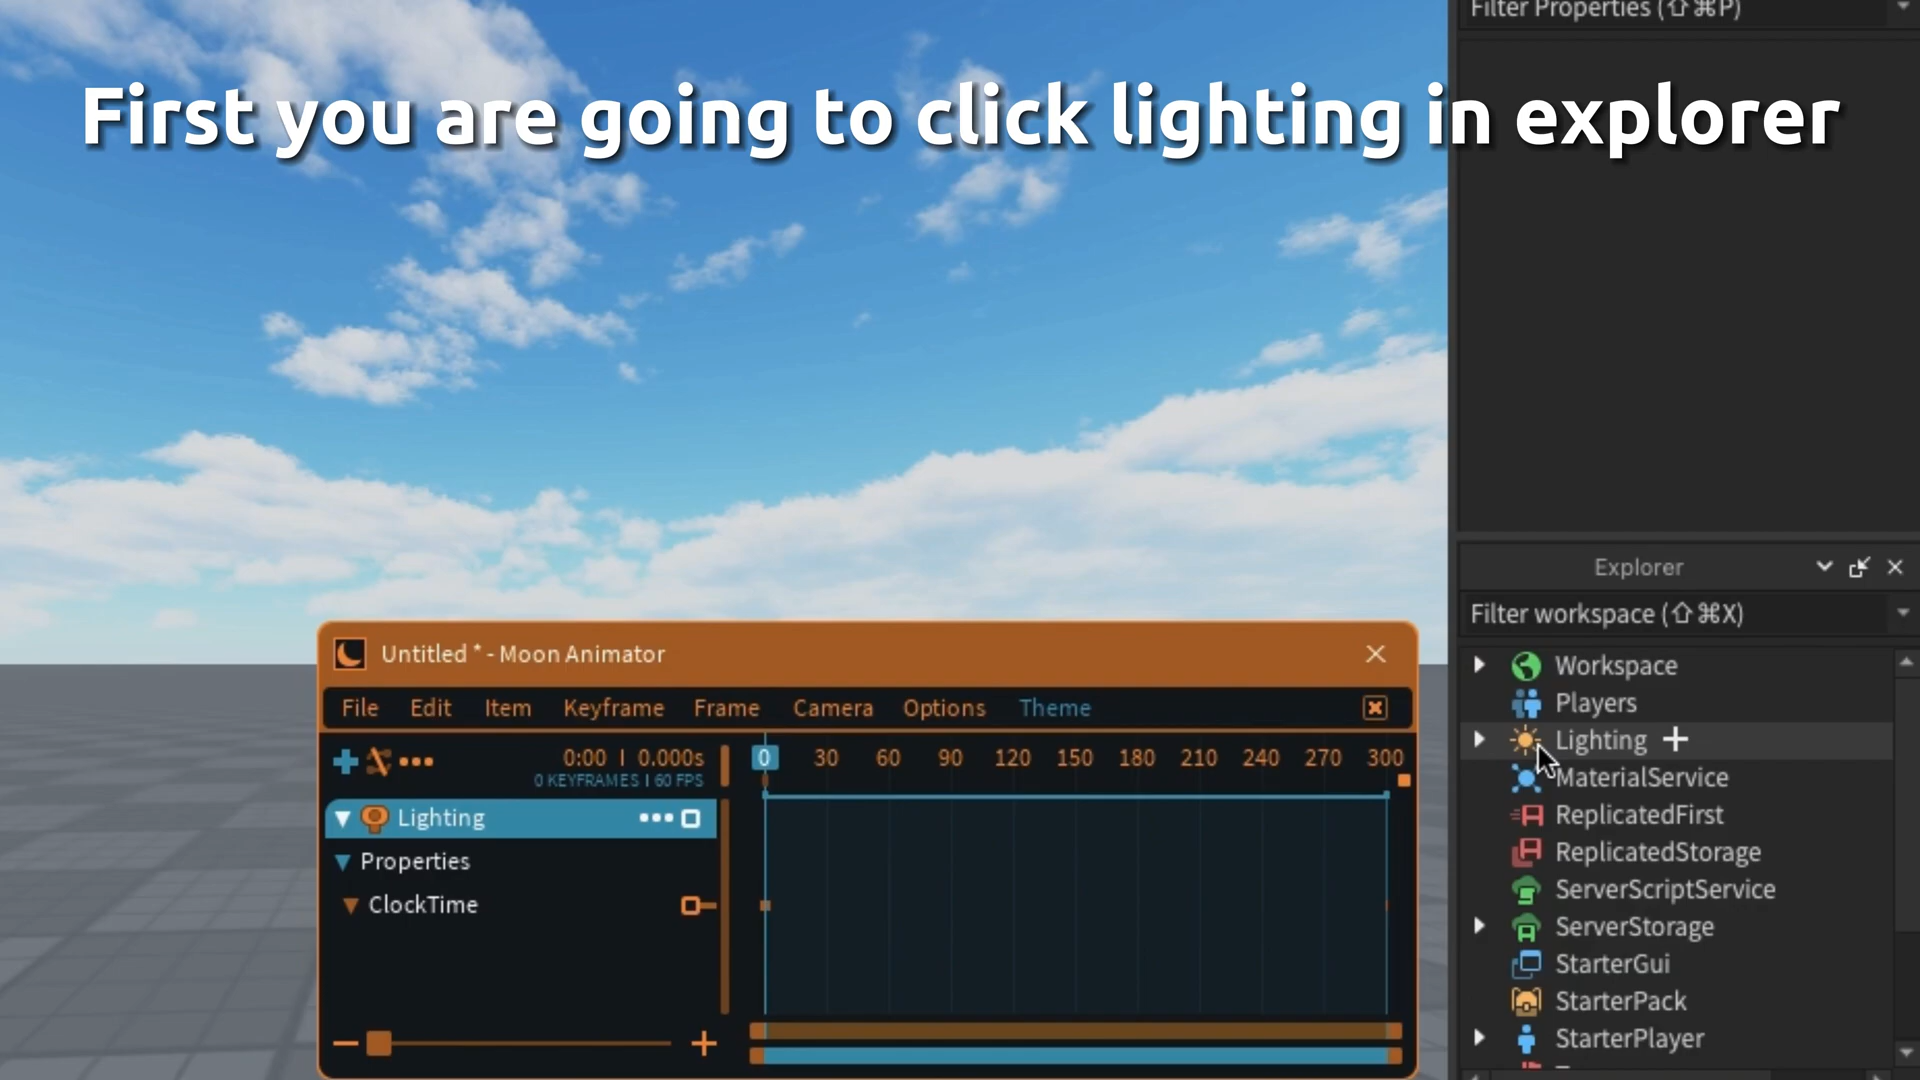 Filter Properties (⇧⌘P)
First you are going to click lighting in explorer
Explorer
Filter workspace (⇧⌘X)
Workspace
Players
Lighting
MaterialService
ReplicatedFirst
ReplicatedStorage
ServerScriptService
ServerStorage
StarterGui
StarterPack
StarterPlayer
Untitled * - Moon Animator
File Edit Item Keyframe Frame Camera Options Theme
0:00 | 0.000s
0 KEYFRAMES | 60 FPS
0 30 60 90 120 150 180 210 240 270 300
Lighting
Properties
ClockTime